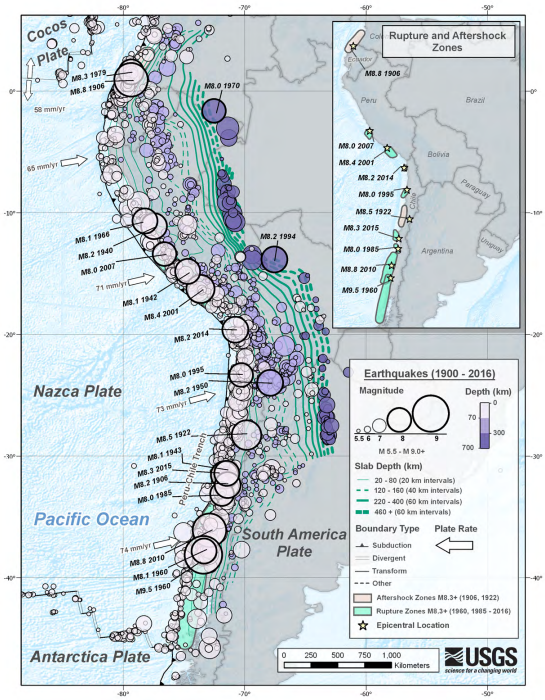 -80° -70° -60° -50°
Cocos
Plate
Rupture and Aftershock
Zones
Ecuador
M8.8 1906
Peru
Brazil
M8.0 2007
M8.4 2001
Bolivia
M8.2 2014
M8.0 1995
Paraguay
M8.5 1922
Chile
M8.3 2015
Uruguay
M8.0 1985
Argentina
M8.8 2010
M9.5 1960
M8.3 1979
M8.8 1906
M8.0 1970
0°
58 mm/yr
65 mm/yr
-10°
M8.1 1966
M8.2 1940
M8.0 2007
M8.2 1994
71 mm/yr
M8.1 1942
M8.4 2001
-20°
M8.2 2014
M8.0 1995
M8.2 1950
73 mm/yr
Nazca Plate
M8.5 1922
M8.1 1943
M8.3 2015
M8.2 1906
M8.0 1985
Peru-Chile Trench
-30°
Pacific Ocean
74 mm/yr
South America
Plate
M8.8 2010
M8.1 1960
M9.5 1960
-40°
Antarctica Plate
Earthquakes (1900 - 2016)
Magnitude
Depth (km)
0
70
300
700
5.5 6 7 8 9
M 5.5 - M 9.0+
Slab Depth (km)
20 - 80 (20 km intervals)
120 - 160 (40 km intervals)
220 - 400 (60 km intervals)
460 + (60 km intervals)
Boundary Type Plate Rate
Subduction
Divergent
Transform
Other
Aftershock Zones M8.3+ (1906, 1922)
Rupture Zones M8.3+ (1960, 1985 - 2016)
Epicentral Location
0 250 500 750 1,000
Kilometers
USGS
science for a changing world
-80° -70° -60° -50°